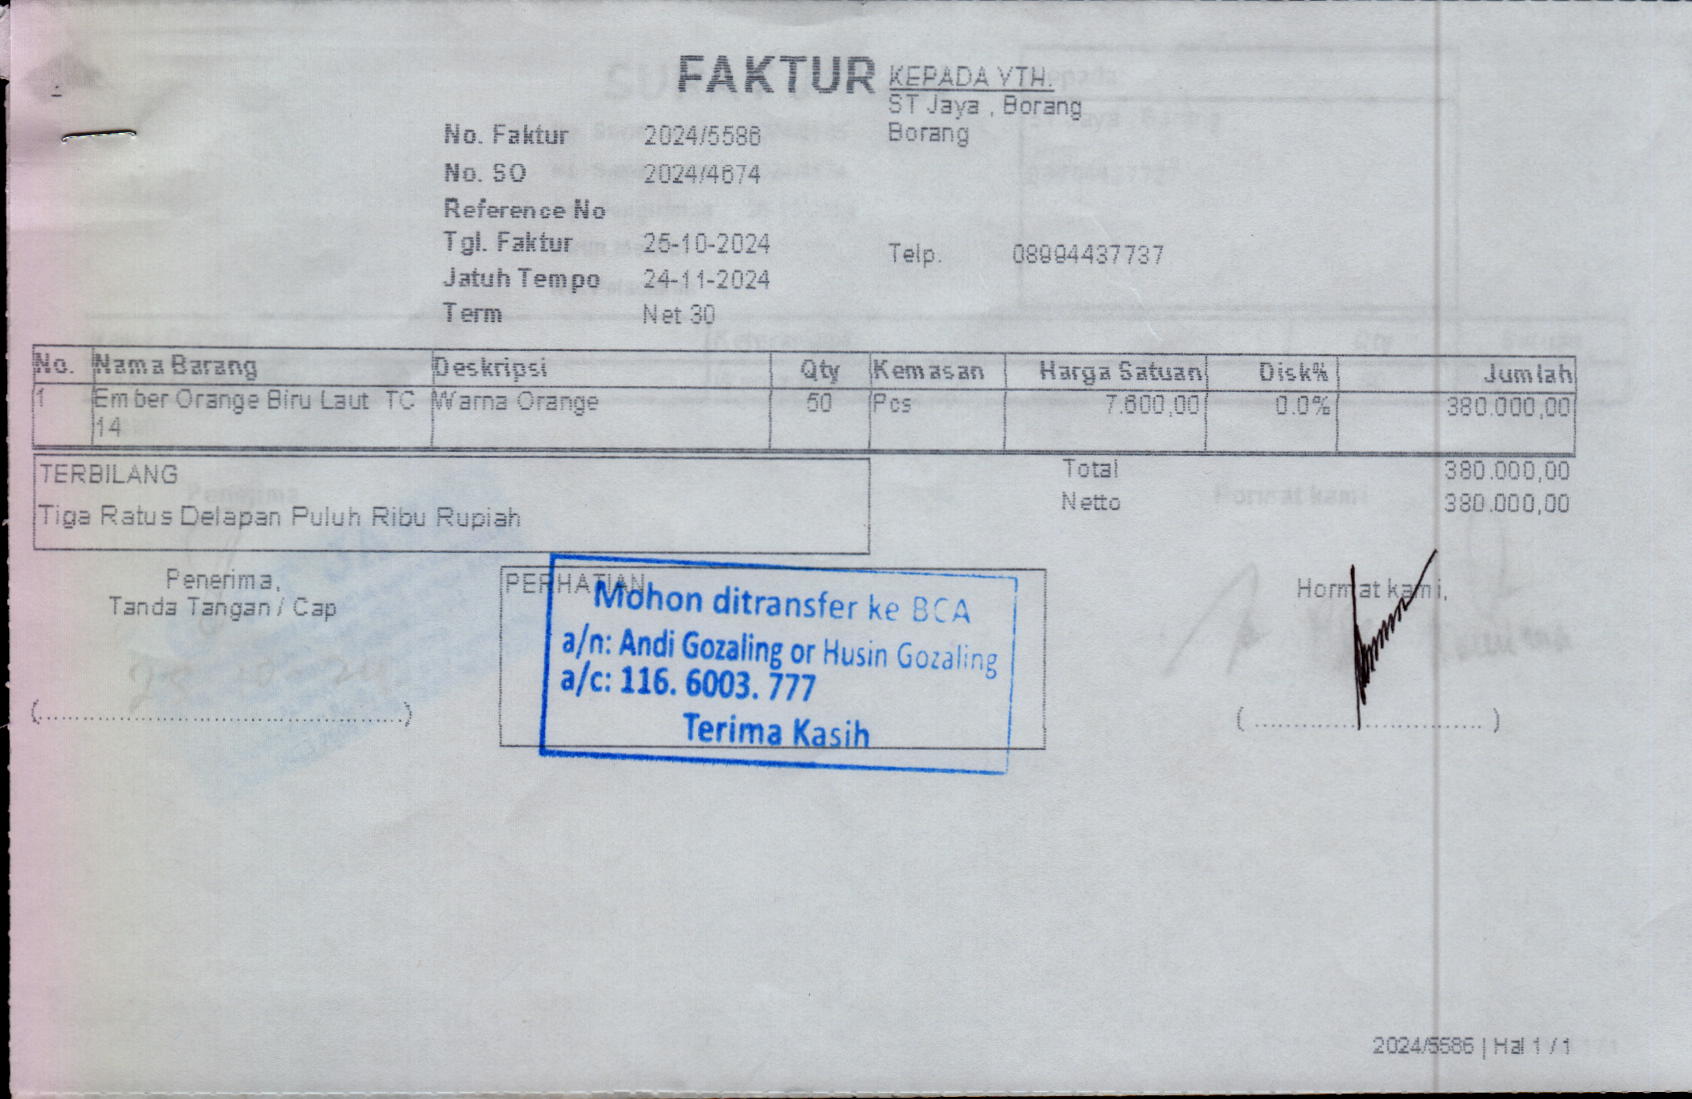 FAKTUR
No. Faktur 2024/5586
No. SO 2024/4674
Reference No
Tgl. Faktur 25-10-2024
Jatuh Tempo 24-11-2024
Term Net 30
KEPADA YTH.
ST Jaya , Borang
Borang
Telp. 08994437737
No. Nama Barang Deskripsi Qty Kemasan Harga Satuan Disk% Jumlah
1 Ember Orange Biru Laut TC Warna Orange 50 Pcs 7.600,00 0.0% 380.000,00
14
TERBILANG
Tiga Ratus Delapan Puluh Ribu Rupiah
Total 380.000,00
Netto 380.000,00
Penerima,
Tanda Tangan / Cap
(............................................................)
PERHATIAN
Mohon ditransfer ke BCA
a/n: Andi Gozaling or Husin Gozaling
a/c: 116. 6003. 777
Terima Kasih
Hormat kami,
( ...................................... )
2024/5586 | Hal 1 / 1